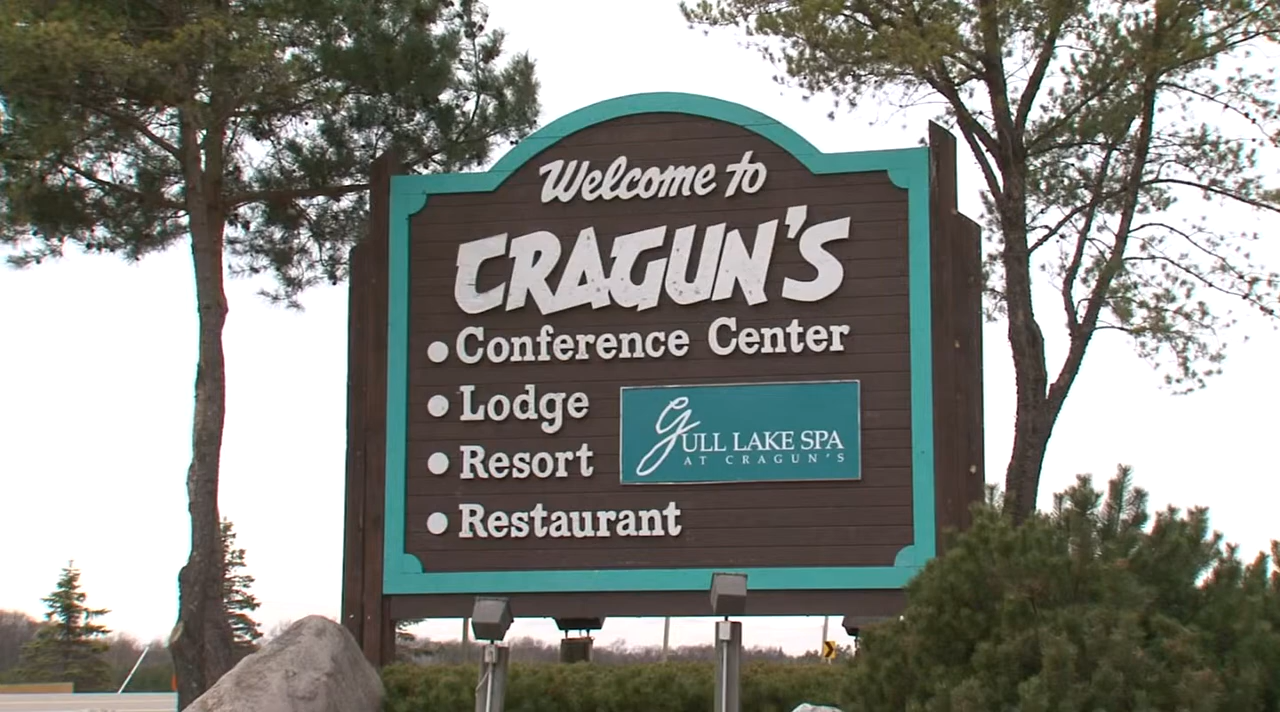 Welcome to
CRAGUN'S
• Conference Center
• Lodge
• Resort
• Restaurant
GULL LAKE SPA
AT CRAGUN'S